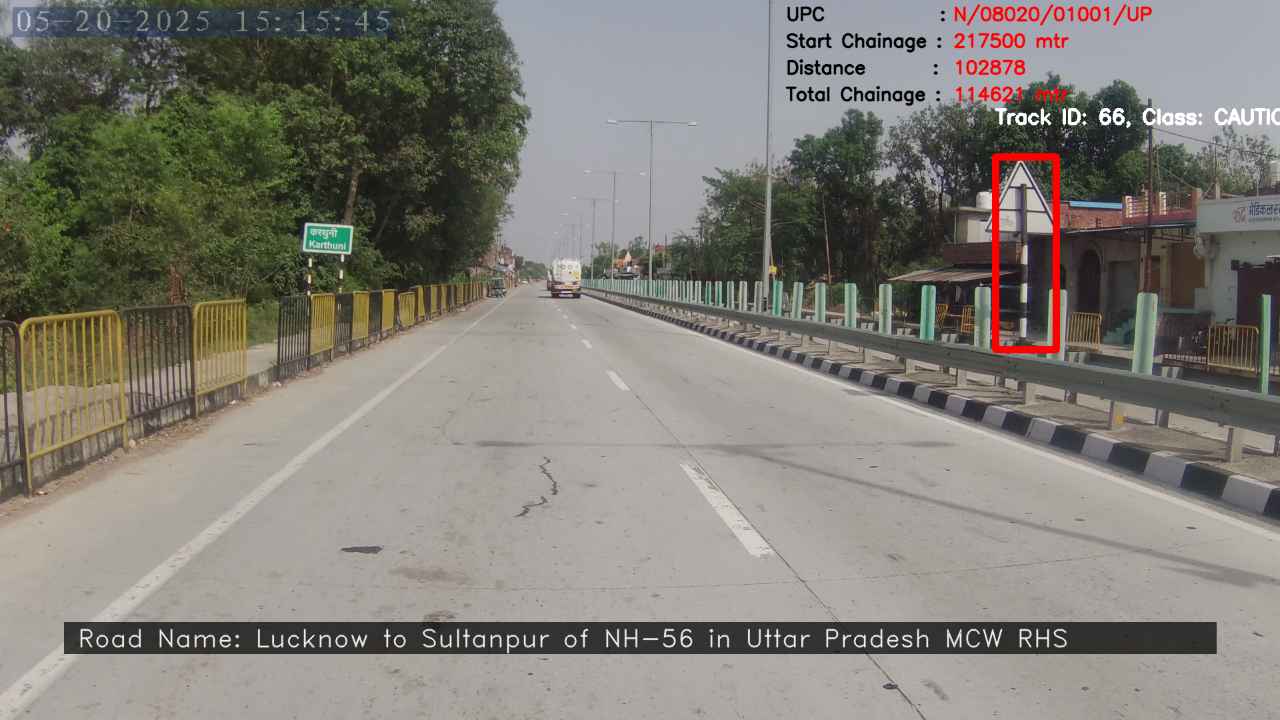 05-20-2025 15:15:45
UPC : N/08020/01001/UP
Start Chainage : 217500 mtr
Distance : 102878
Total Chainage : 114621 mtr
Track ID: 66, Class: CAUTIO
करथुनी
Karthuni
मेडिकल
Road Name: Lucknow to Sultanpur of NH-56 in Uttar Pradesh MCW RHS